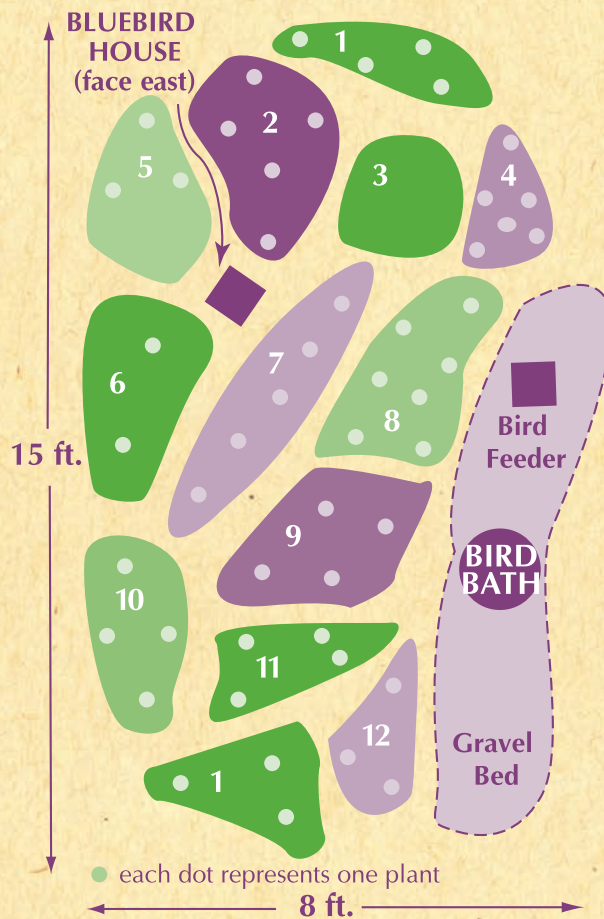 BLUEBIRD
HOUSE
(face east)
1
2
3
4
5
6
7
8
15 ft.
Bird
Feeder
9
BIRD
BATH
10
11
12
Gravel
Bed
1
each dot represents one plant
8 ft.